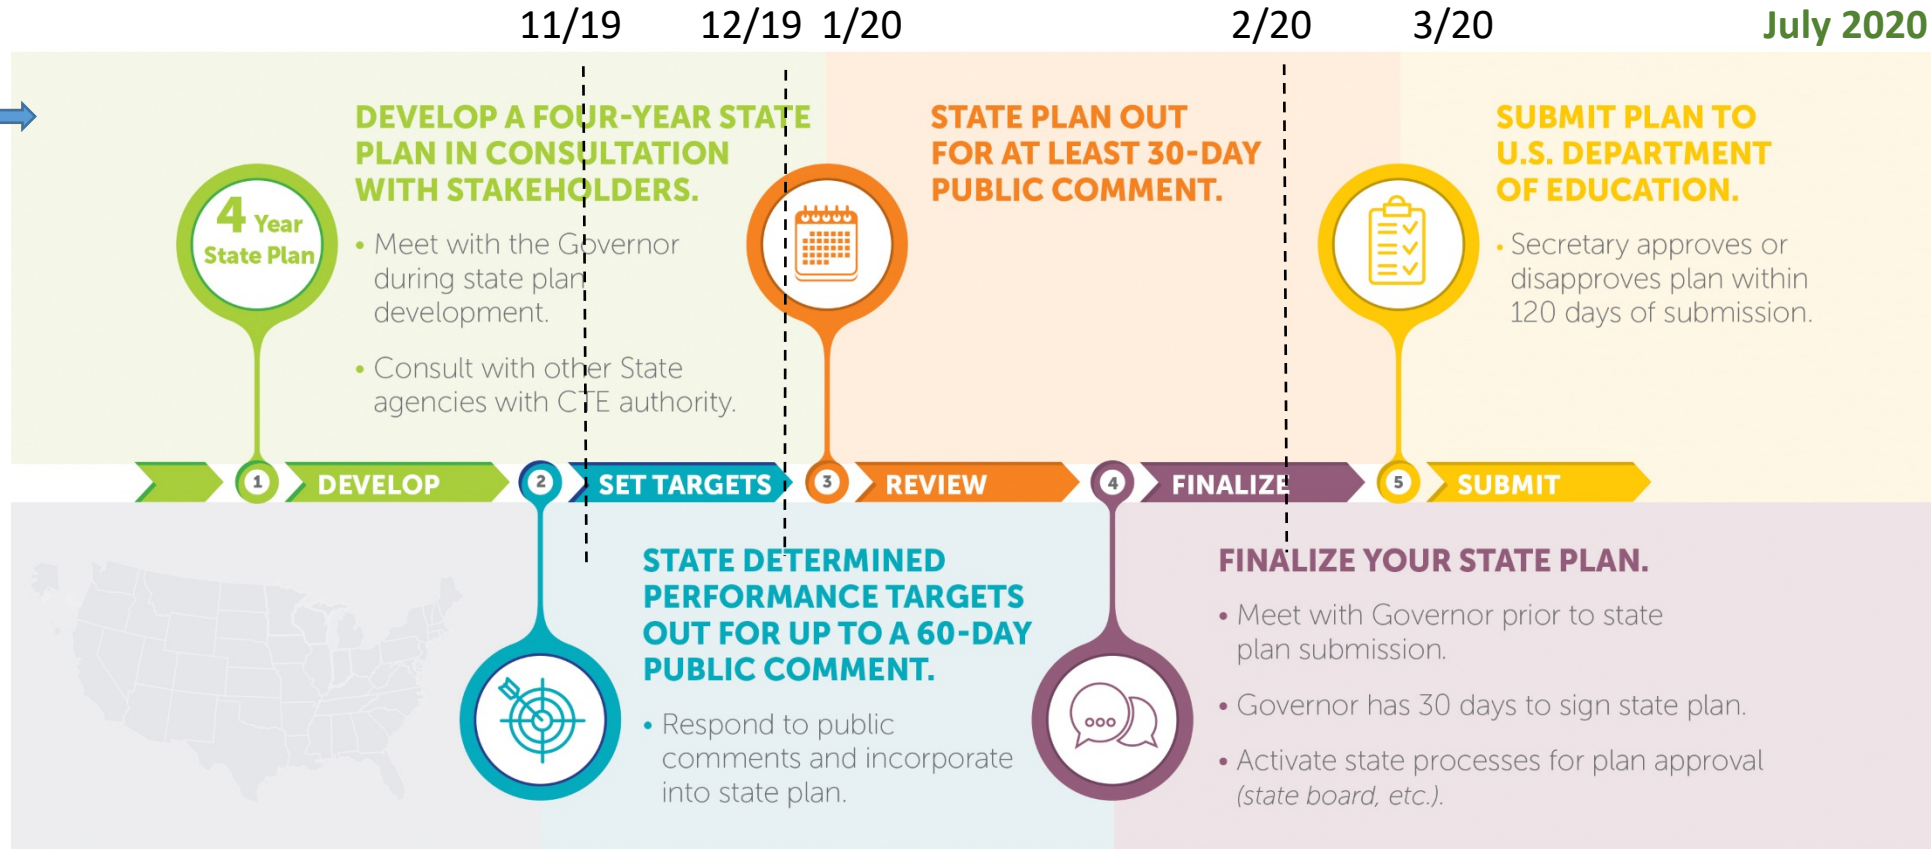 11/19
12/19
1/20
2/20
3/20
July 2020
DEVELOP A FOUR-YEAR STATE
PLAN IN CONSULTATION
WITH STAKEHOLDERS.
4 Year
State Plan
• Meet with the Governor
during state plan
development.
• Consult with other State
agencies with CTE authority.
STATE PLAN OUT
FOR AT LEAST 30-DAY
PUBLIC COMMENT.
SUBMIT PLAN TO
U.S. DEPARTMENT
OF EDUCATION.
• Secretary approves or
disapproves plan within
120 days of submission.
1
DEVELOP
2
SET TARGETS
3
REVIEW
4
FINALIZE
5
SUBMIT
STATE DETERMINED
PERFORMANCE TARGETS
OUT FOR UP TO A 60-DAY
PUBLIC COMMENT.
• Respond to public
comments and incorporate
into state plan.
FINALIZE YOUR STATE PLAN.
• Meet with Governor prior to state
plan submission.
• Governor has 30 days to sign state plan.
• Activate state processes for plan approval
(state board, etc.).